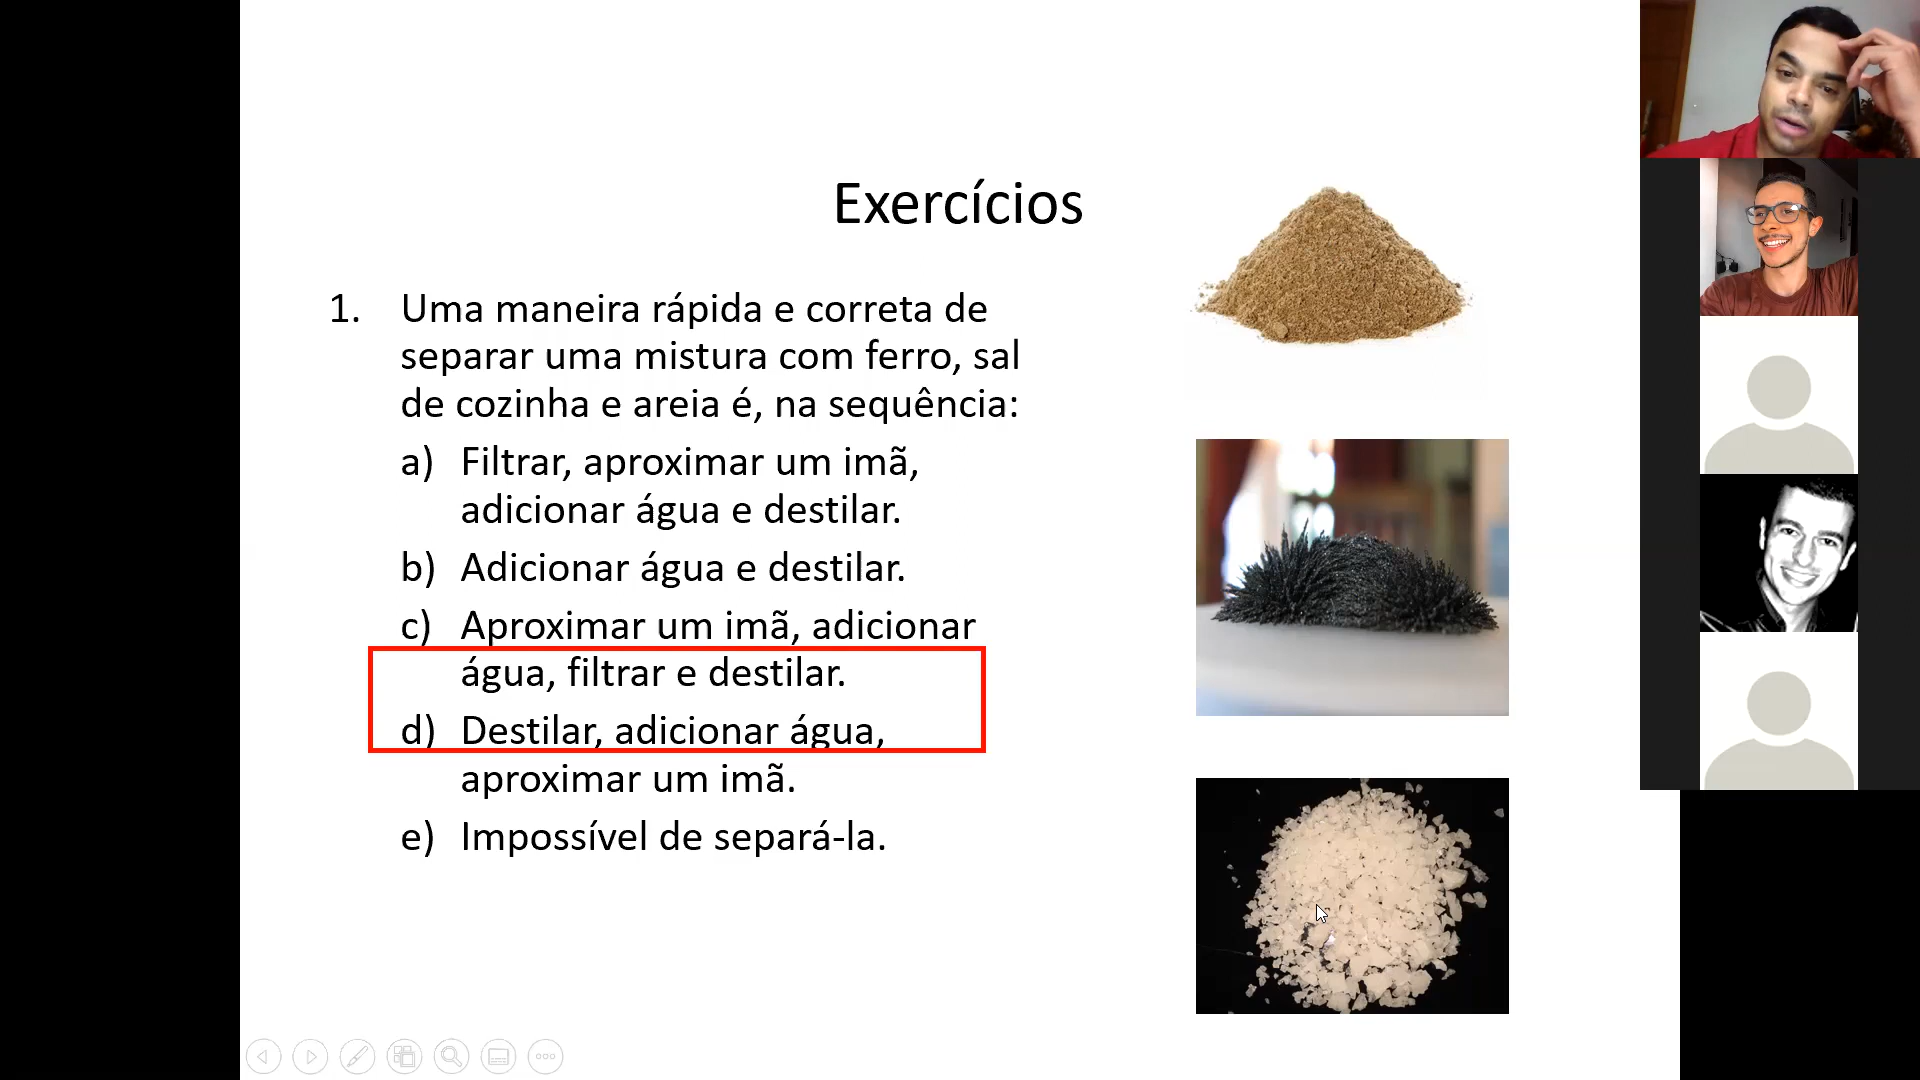 Exercícios
1. Uma maneira rápida e correta de
separar uma mistura com ferro, sal
de cozinha e areia é, na sequência:
a) Filtrar, aproximar um imã,
adicionar água e destilar.
b) Adicionar água e destilar.
c) Aproximar um imã, adicionar
água, filtrar e destilar.
d) Destilar, adicionar água,
aproximar um imã.
e) Impossível de separá-la.